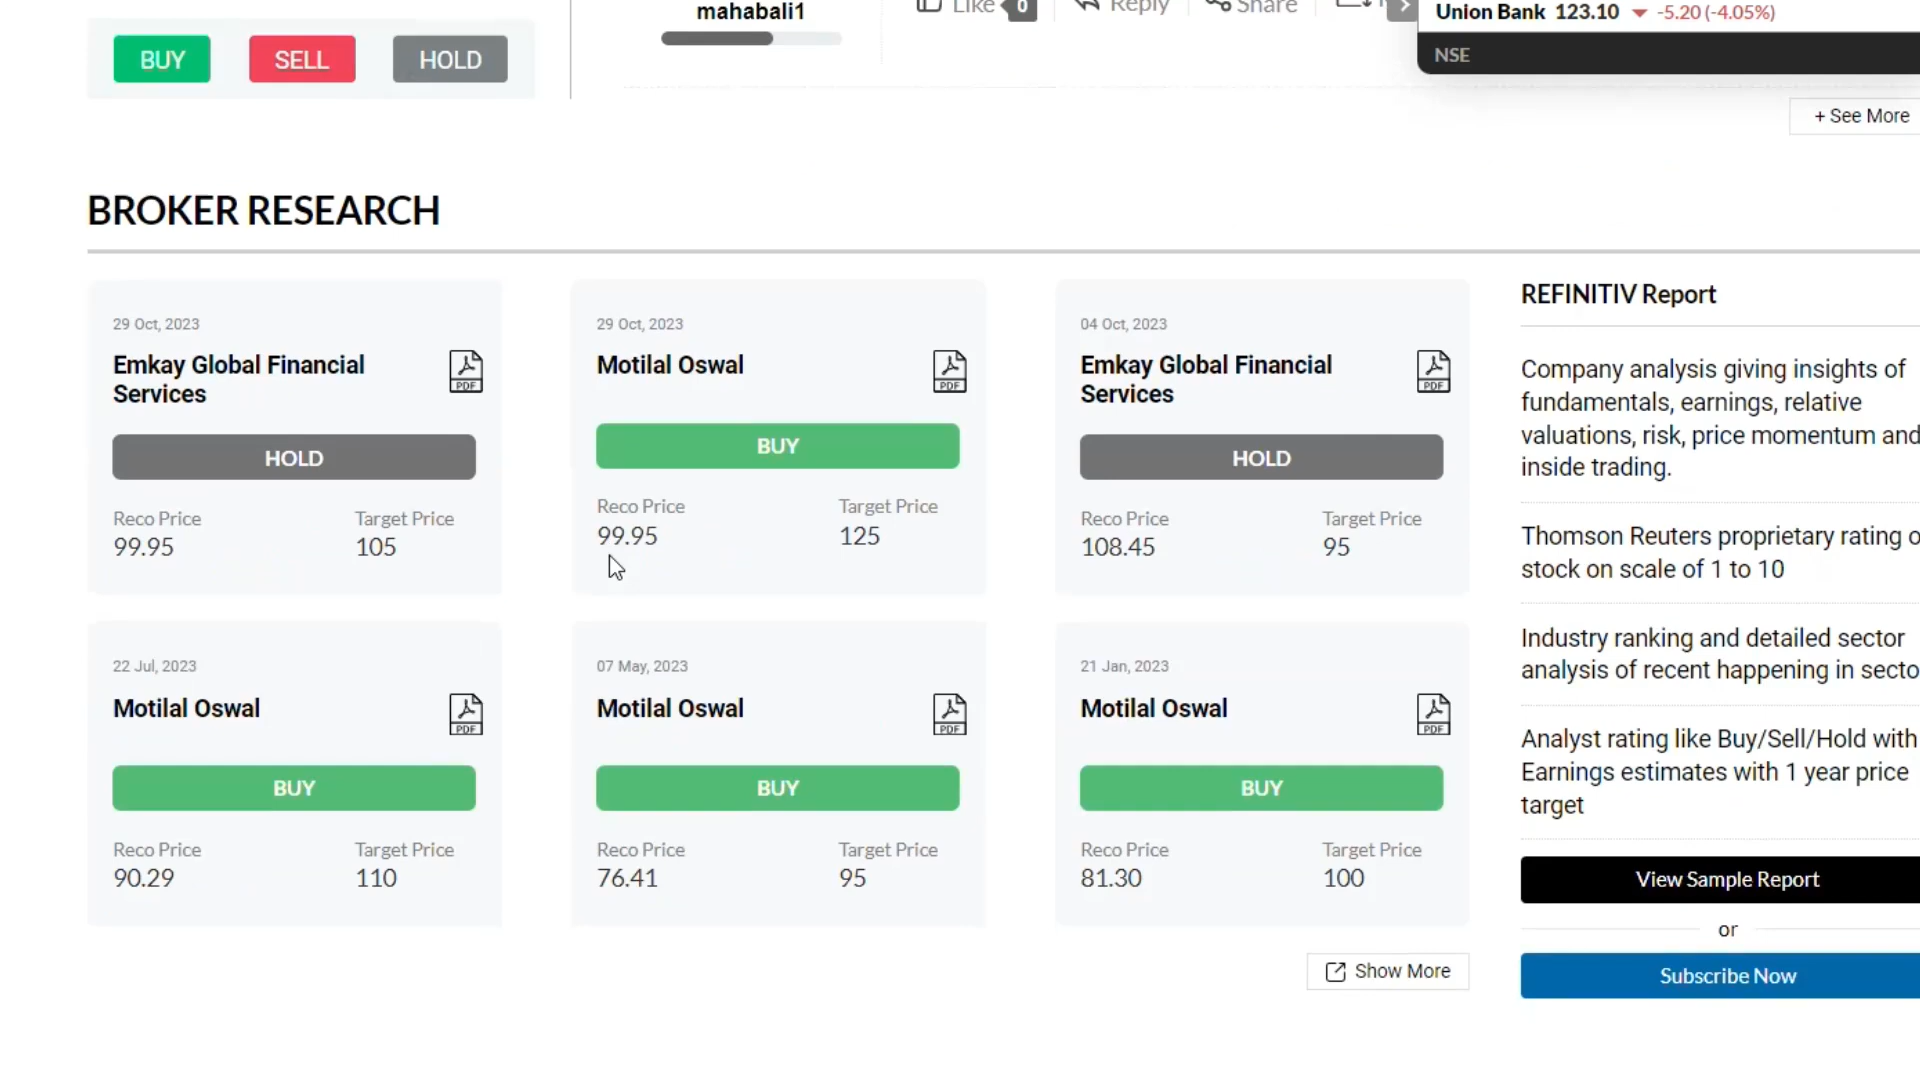 mahabali1
Like 0 Reply Share
Union Bank 123.10 ▼ -5.20 (-4.05%)
NSE
BUY SELL HOLD
+ See More
BROKER RESEARCH
29 Oct, 2023
Emkay Global Financial
Services
PDF
HOLD
Reco Price Target Price
99.95 105
29 Oct, 2023
Motilal Oswal
PDF
BUY
Reco Price Target Price
99.95 125
04 Oct, 2023
Emkay Global Financial
Services
PDF
HOLD
Reco Price Target Price
108.45 95
22 Jul, 2023
Motilal Oswal
PDF
BUY
Reco Price Target Price
90.29 110
07 May, 2023
Motilal Oswal
PDF
BUY
Reco Price Target Price
76.41 95
21 Jan, 2023
Motilal Oswal
PDF
BUY
Reco Price Target Price
81.30 100
Show More
REFINITIV Report
Company analysis giving insights of
fundamentals, earnings, relative
valuations, risk, price momentum and
inside trading.
Thomson Reuters proprietary rating
stock on scale of 1 to 10
Industry ranking and detailed sector
analysis of recent happening in
Analyst rating like Buy/Sell/Hold with
Earnings estimates with 1 year price
target
View Sample Report
or
Subscribe Now